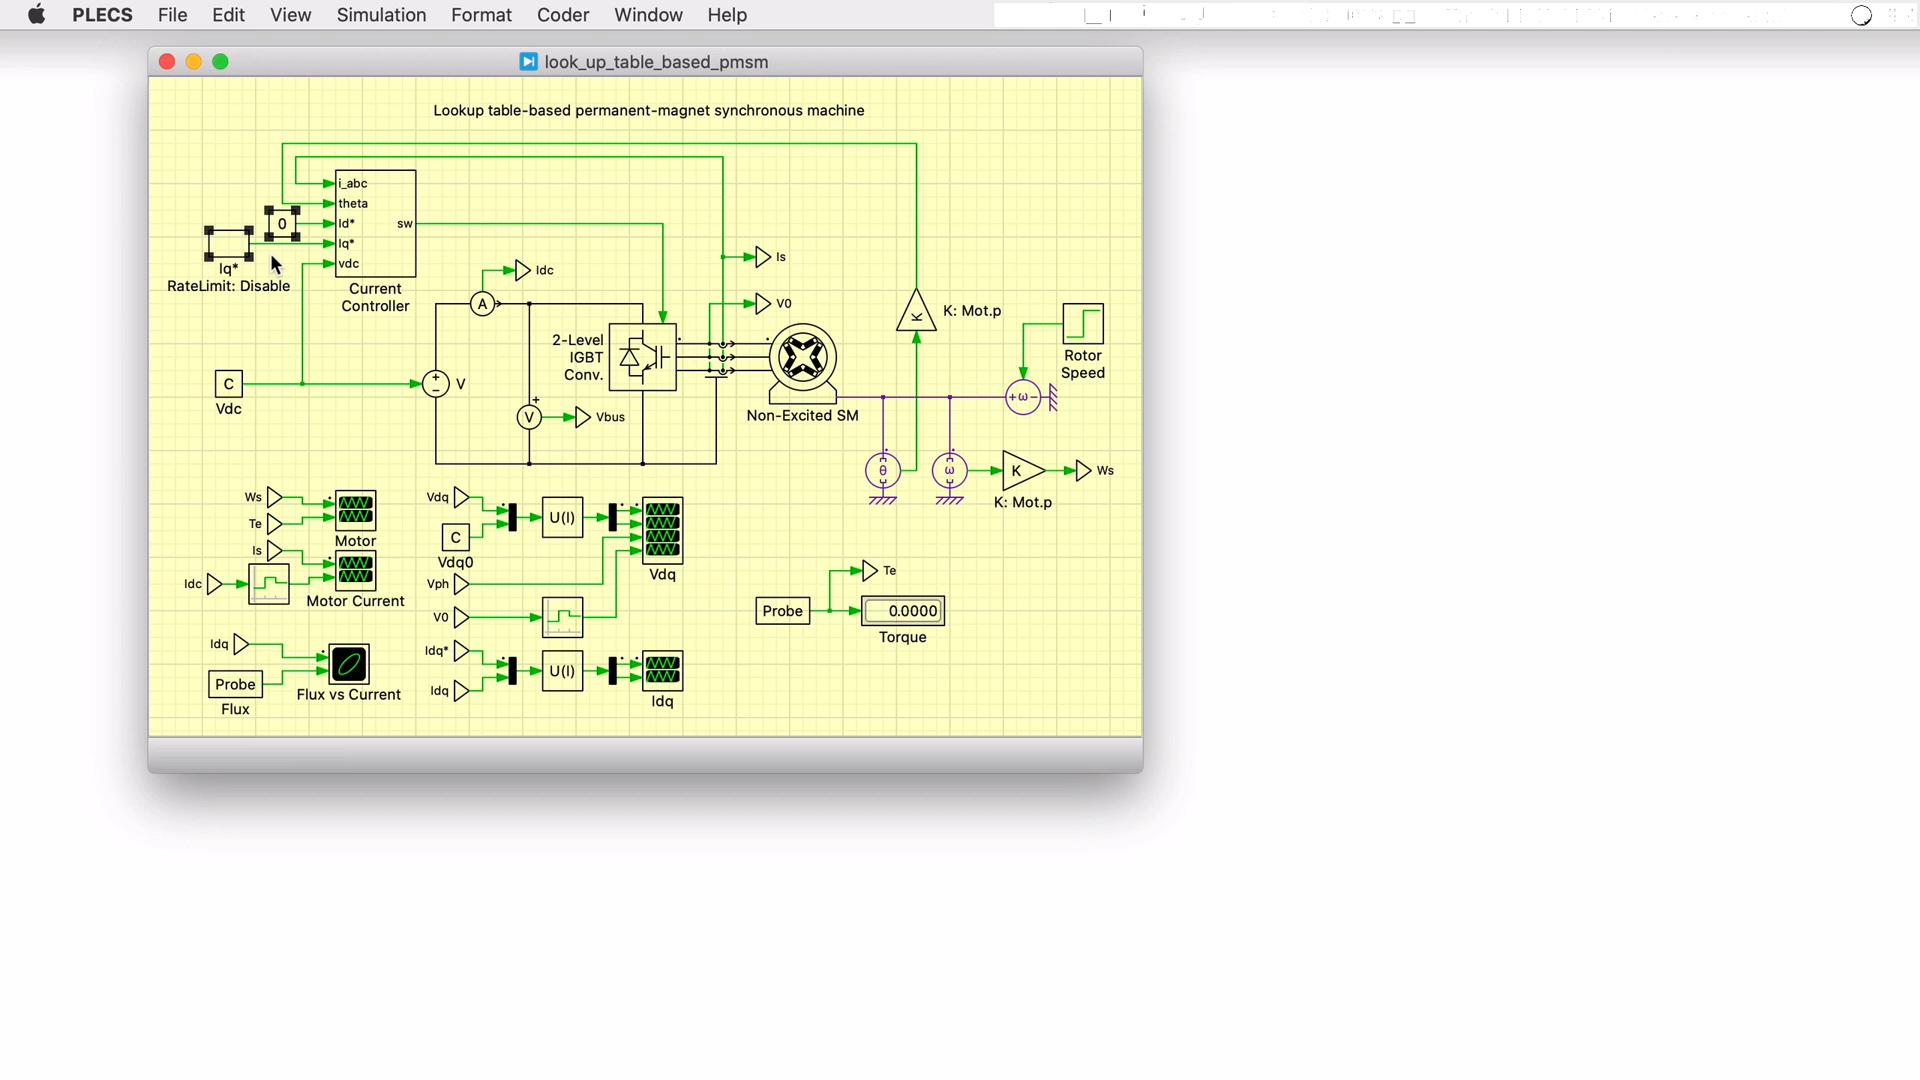 PLECS File Edit View Simulation Format Coder Window Help
look_up_table_based_pmsm
Lookup table-based permanent-magnet synchronous machine
i_abc
theta
0
Id*
sw
Iq*
vdc
Iq*
RateLimit: Disable
Current
Controller
Is
Idc
A
V0
K
K: Mot.p
2-Level
IGBT
Conv.
Rotor
Speed
C
Vdc
+
−
V
+
V
Vbus
Non-Excited SM
+ω−
θ
ω
K
Ws
K: Mot.p
Ws
Te
Motor
Vdq
C
Vdq0
U(I)
Vdq
Is
Idc
Motor Current
Vph
V0
Te
Probe
0.0000
Torque
Idq
Probe
Flux
Flux vs Current
Idq*
Idq
U(I)
Idq